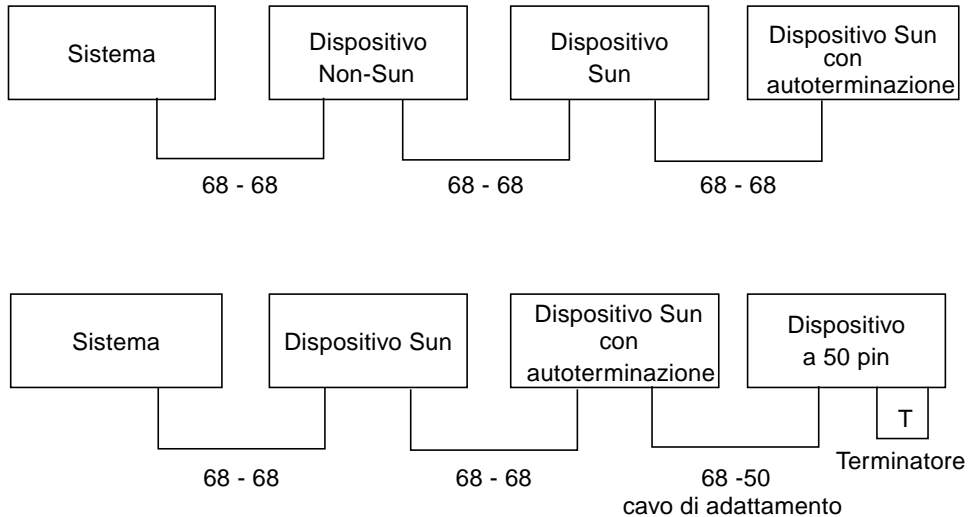 Sistema
Dispositivo
Non-Sun
Dispositivo
Sun
Dispositivo Sun
con
autoterminazione
68 - 68
68 - 68
68 - 68
Sistema
Dispositivo Sun
Dispositivo Sun
con
autoterminazione
Dispositivo
a 50 pin
T
Terminatore
68 - 68
68 - 68
68 -50
cavo di adattamento